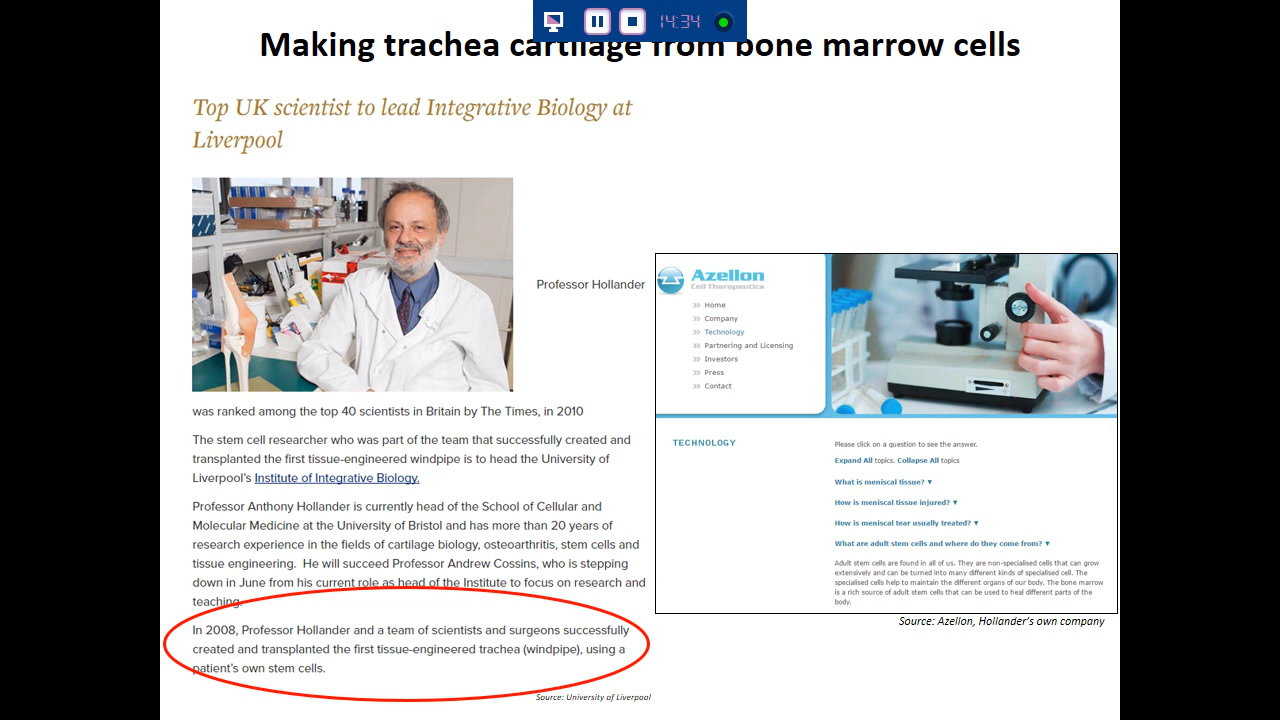 14:34
Making trachea cartilage from bone marrow cells
Top UK scientist to lead Integrative Biology at
Liverpool
Professor Hollander
was ranked among the top 40 scientists in Britain by The Times, in 2010
The stem cell researcher who was part of the team that successfully created and
transplanted the first tissue-engineered windpipe is to head the University of
Liverpool's Institute of Integrative Biology.
Professor Anthony Hollander is currently head of the School of Cellular and
Molecular Medicine at the University of Bristol and has more than 20 years of
research experience in the fields of cartilage biology, osteoarthritis, stem cells and
tissue engineering. He will succeed Professor Andrew Cossins, who is stepping
down in June from his current role as head of the Institute to focus on research and
teaching.
In 2008, Professor Hollander and a team of scientists and surgeons successfully
created and transplanted the first tissue-engineered trachea (windpipe), using a
patient's own stem cells.
Source: University of Liverpool
Azellon
Cell Therapeutics
>> Home
>> Company
>> Technology
>> Partnering and Licensing
>> Investors
>> Press
>> Contact
TECHNOLOGY
Please click on a question to see the answer.
Expand All topics. Collapse All topics
What is meniscal tissue? ▼
How is meniscal tissue injured? ▼
How is meniscal tear usually treated? ▼
What are adult stem cells and where do they come from? ▼
Adult stem cells are found in all of us. They are non-specialised cells that can grow
extensively and can be turned into many different kinds of specialised cell. The
specialised cells help to maintain the different organs of our body. The bone marrow
is a rich source of adult stem cells that can be used to heal different parts of the
body.
Source: Azellon, Hollander's own company